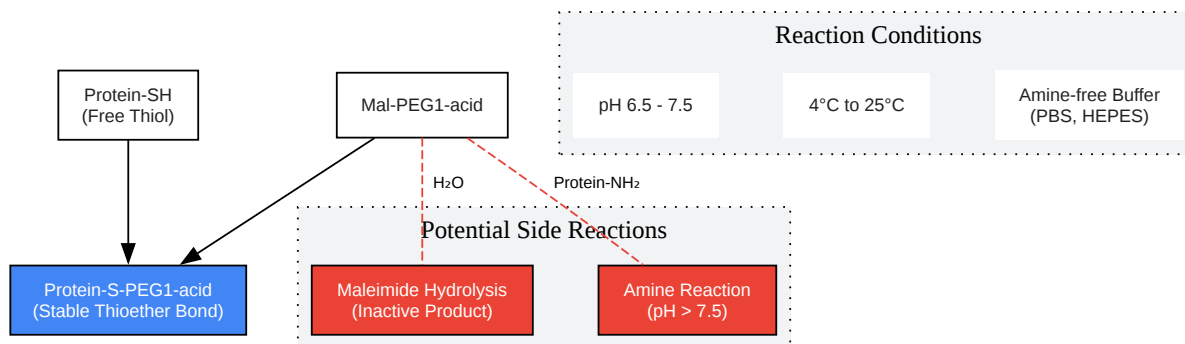 Reaction Conditions
Protein-SH
(Free Thiol)
Mal-PEG1-acid
pH 6.5 - 7.5
4°C to 25°C
Amine-free Buffer
(PBS, HEPES)
H₂O
Protein-NH₂
Potential Side Reactions
Protein-S-PEG1-acid
(Stable Thioether Bond)
Maleimide Hydrolysis
(Inactive Product)
Amine Reaction
(pH > 7.5)